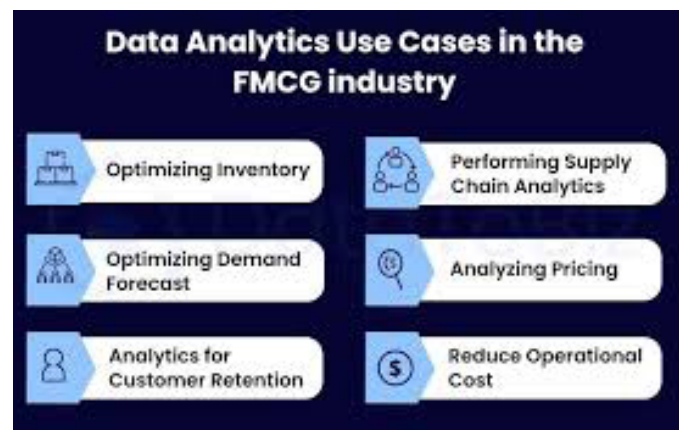 Data Analytics Use Cases in the
FMCG industry
Optimizing Inventory
Performing Supply
Chain Analytics
Optimizing Demand
Forecast
Analyzing Pricing
Analytics for
Customer Retention
Reduce Operational
Cost
$